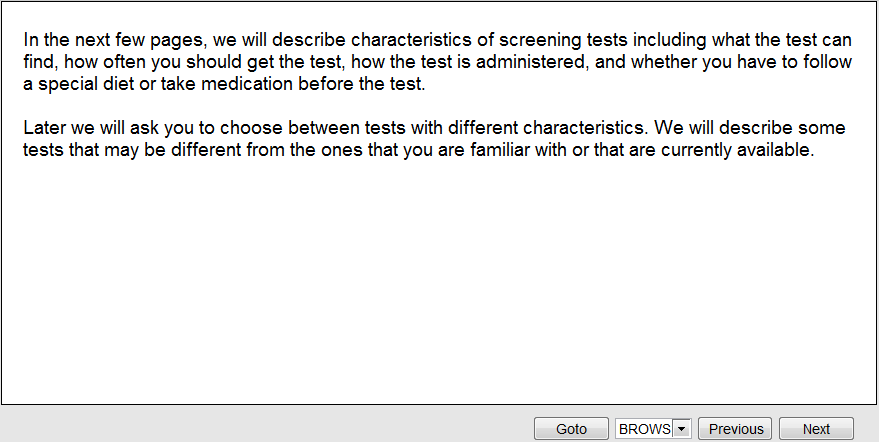 In the next few pages, we will describe characteristics of screening tests including what the test can
find, how often you should get the test, how the test is administered, and whether you have to follow
a special diet or take medication before the test.
Later we will ask you to choose between tests with different characteristics. We will describe some
tests that may be different from the ones that you are familiar with or that are currently available.
Goto BROWS Previous Next